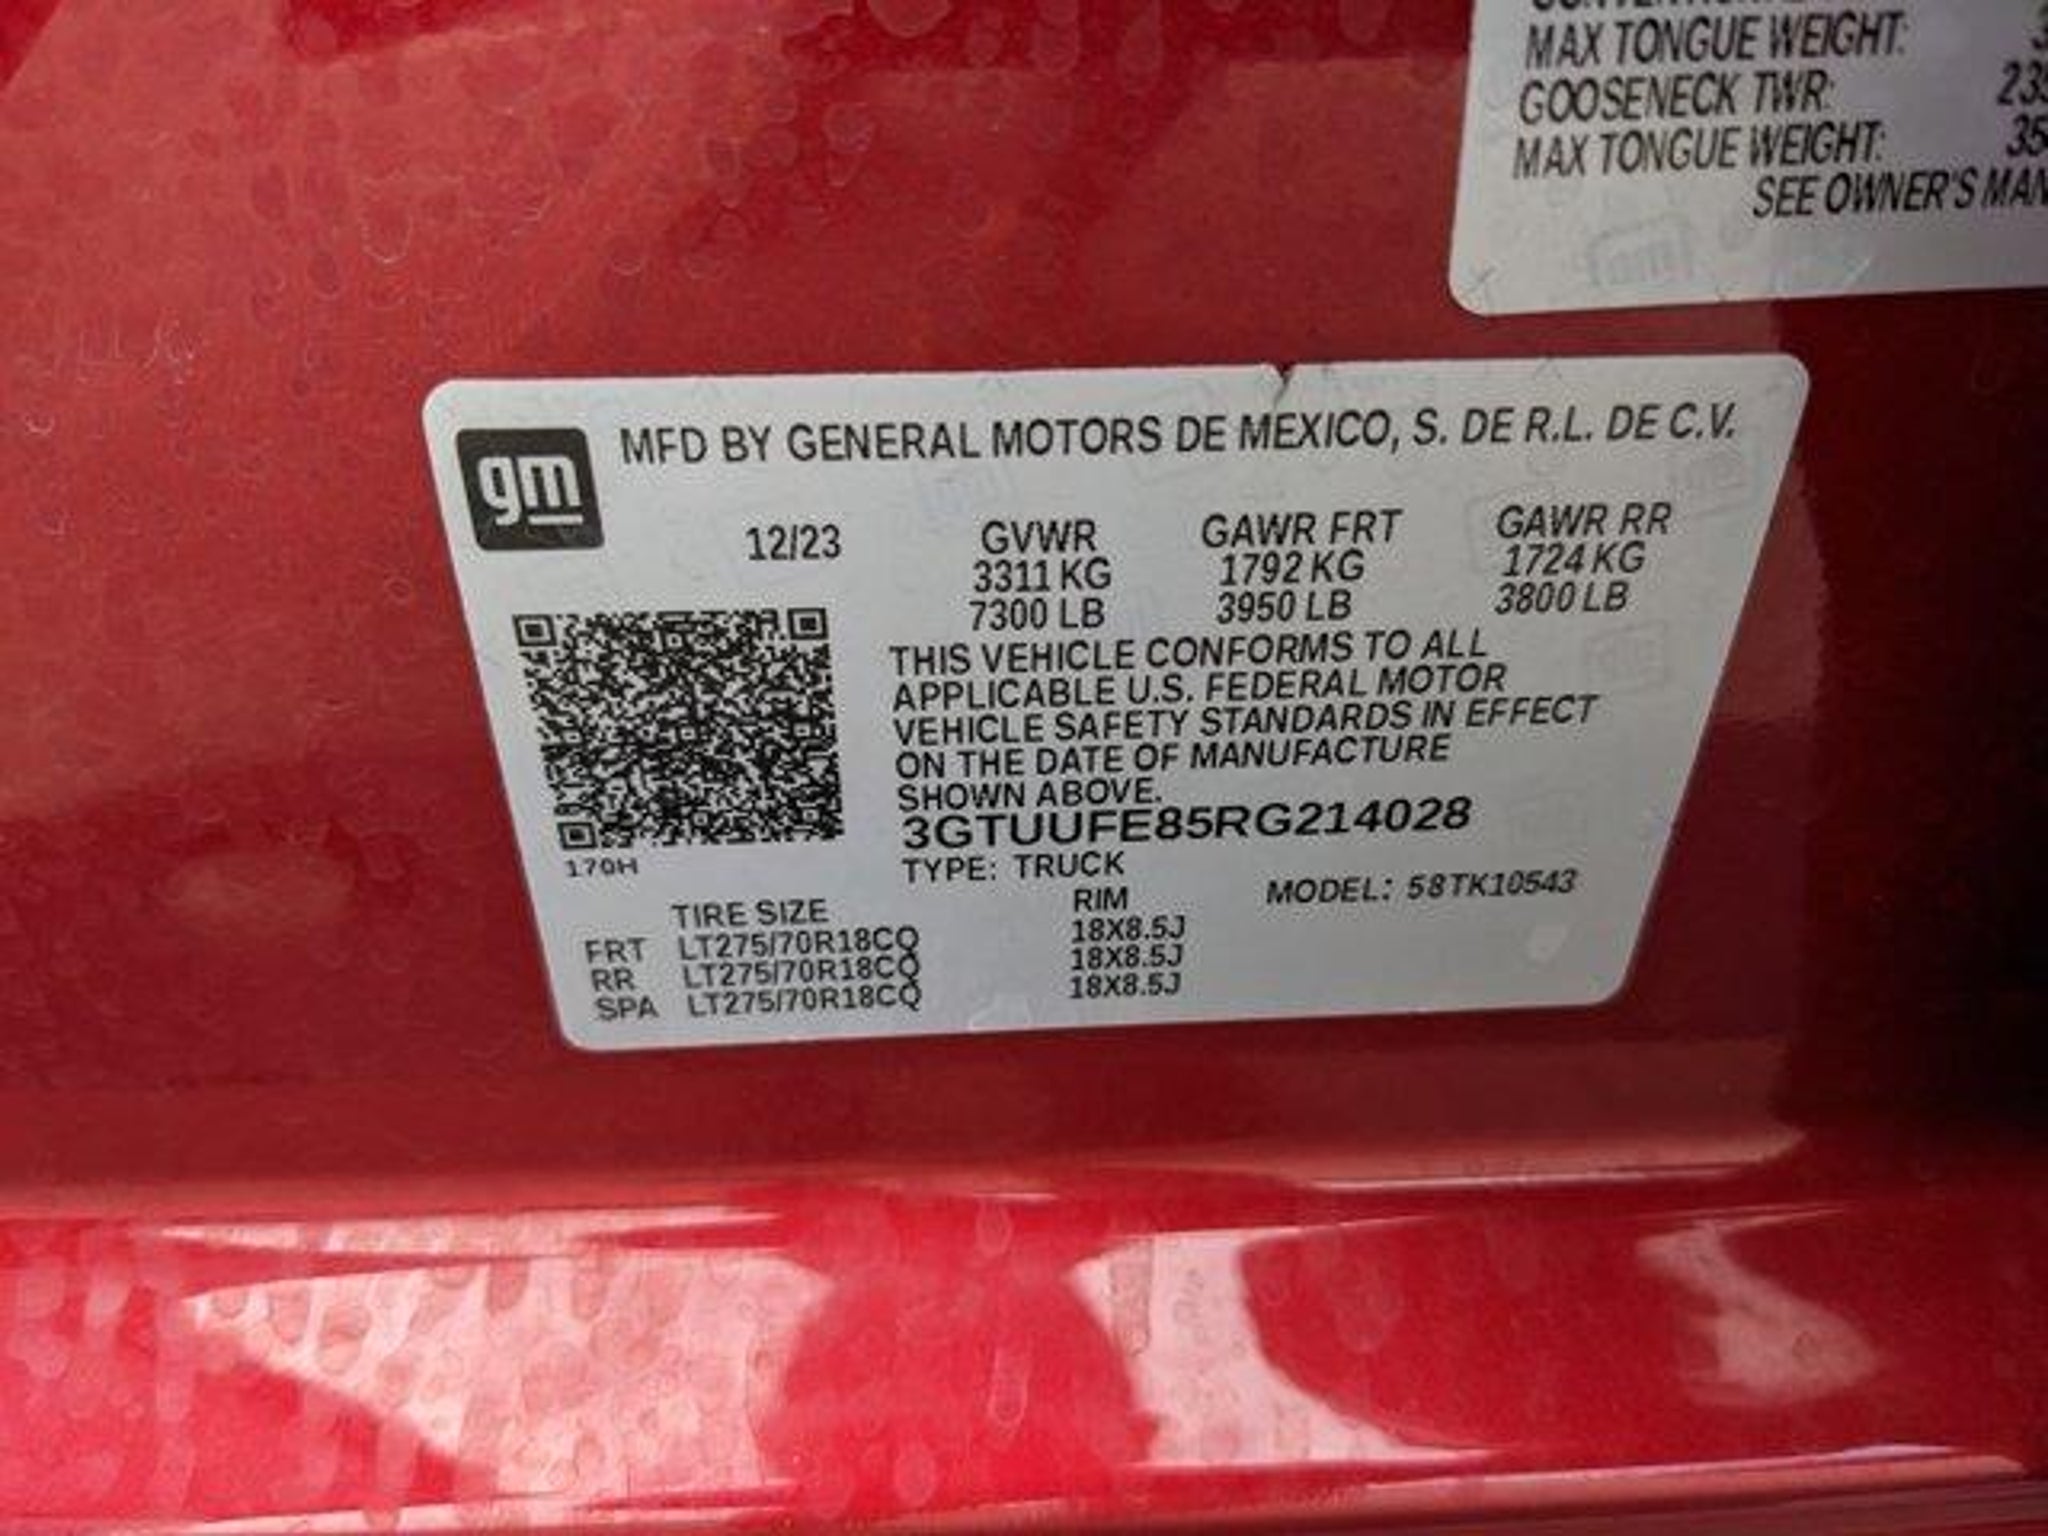 MAX TONGUE WEIGHT:
GOOSENECK TWR:
MAX TONGUE WEIGHT:
SEE OWNER'S
gm
MFD BY GENERAL MOTORS DE MEXICO, S. DE R.L. DE C.V.
12/23 GVWR GAWR FRT GAWR RR
3311 KG 1792 KG 1724 KG
7300 LB 3950 LB 3800 LB
THIS VEHICLE CONFORMS TO ALL
APPLICABLE U.S. FEDERAL MOTOR
VEHICLE SAFETY STANDARDS IN EFFECT
ON THE DATE OF MANUFACTURE
SHOWN ABOVE.
3GTUUFE85RG214028
170H
TYPE: TRUCK
MODEL: 58TK10543
TIRE SIZE RIM
FRT LT275/70R18CQ 18X8.5J
RR LT275/70R18CQ 18X8.5J
SPA LT275/70R18CQ 18X8.5J